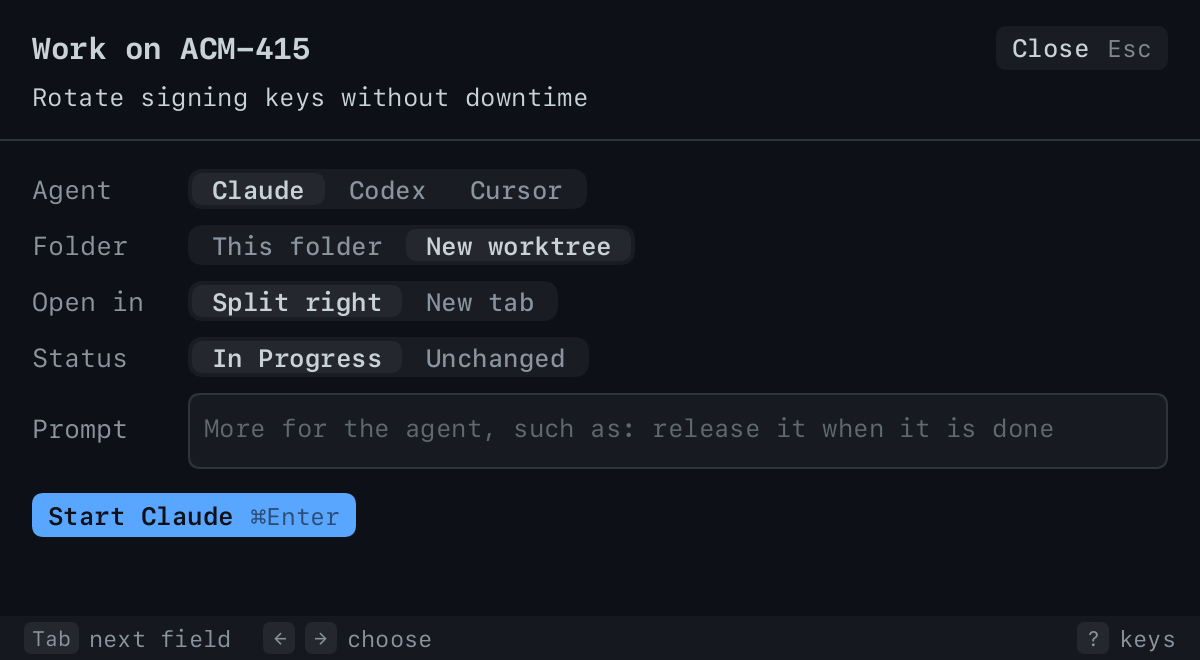 Work on ACM-415
Close Esc
Rotate signing keys without downtime
Agent Claude Codex Cursor
Folder This folder New worktree
Open in Split right New tab
Status In Progress Unchanged
Prompt More for the agent, such as: release it when it is done
Start Claude ⌘Enter
Tab next field ← → choose ? keys